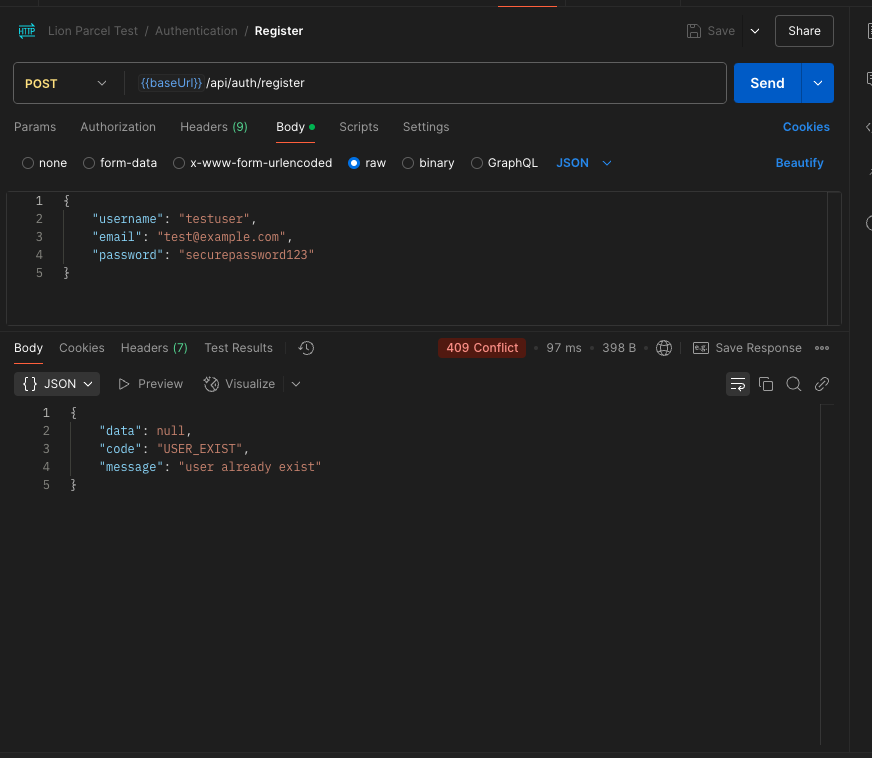 HTTP Lion Parcel Test / Authentication / Register Save Share
POST {{baseUrl}} /api/auth/register Send
Params Authorization Headers (9) Body Scripts Settings Cookies
none form-data x-www-form-urlencoded raw binary GraphQL JSON Beautify
1 {
2 "username": "testuser",
3 "email": "test@example.com",
4 "password": "securepassword123"
5 }
Body Cookies Headers (7) Test Results 409 Conflict 97 ms 398 B e.g. Save Response
{} JSON Preview Visualize
1 {
2 "data": null,
3 "code": "USER_EXIST",
4 "message": "user already exist"
5 }